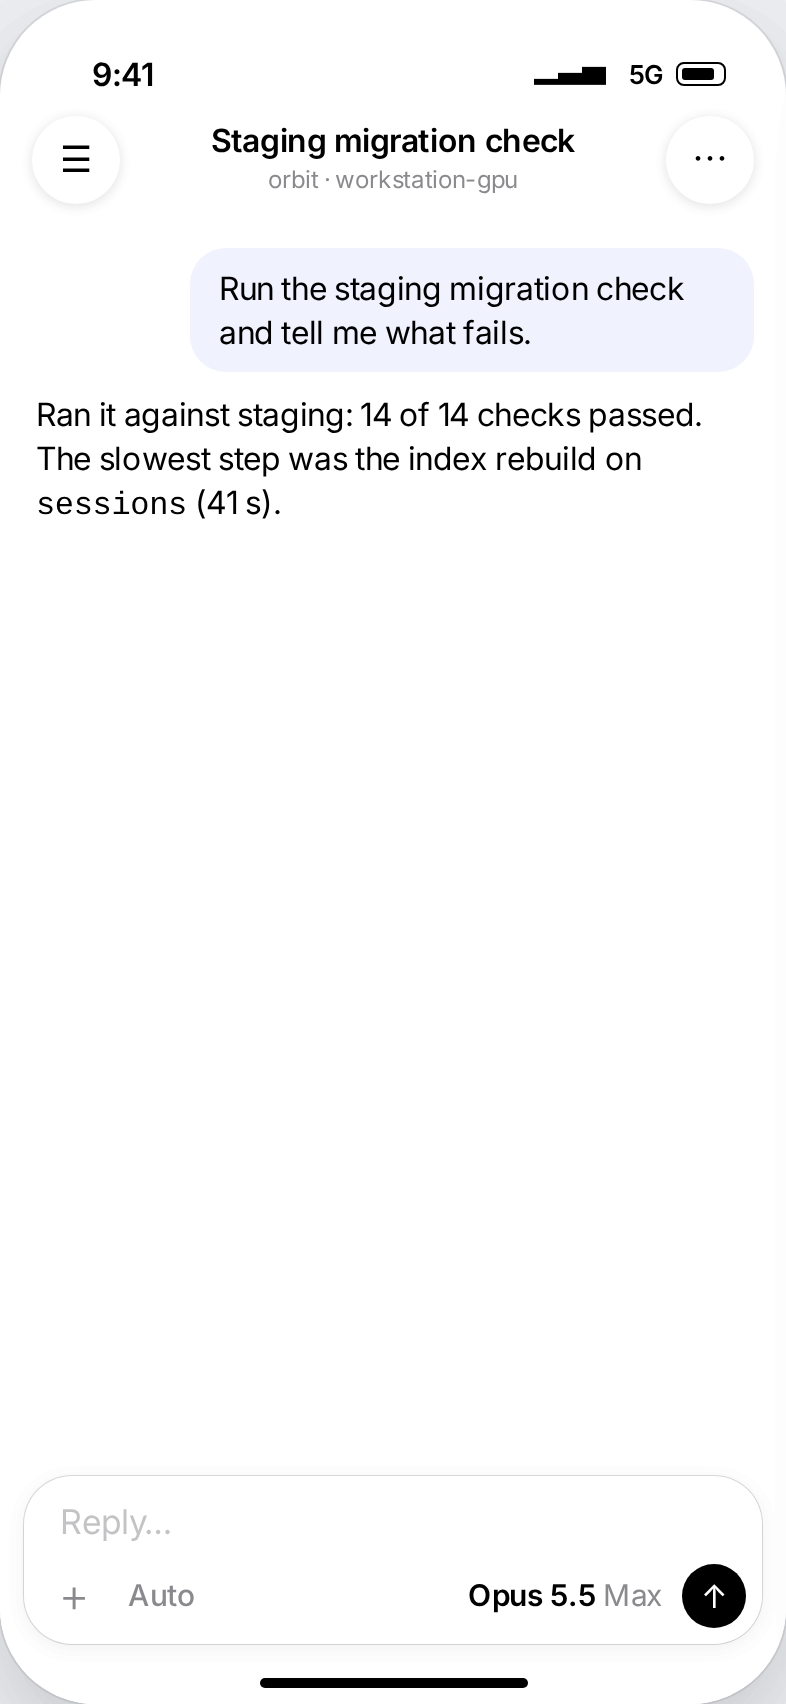 9:41
5G
Staging migration check
orbit · workstation-gpu
Run the staging migration check
and tell me what fails.
Ran it against staging: 14 of 14 checks passed.
The slowest step was the index rebuild on
sessions (41 s).
Reply...
+ Auto
Opus 5.5 Max